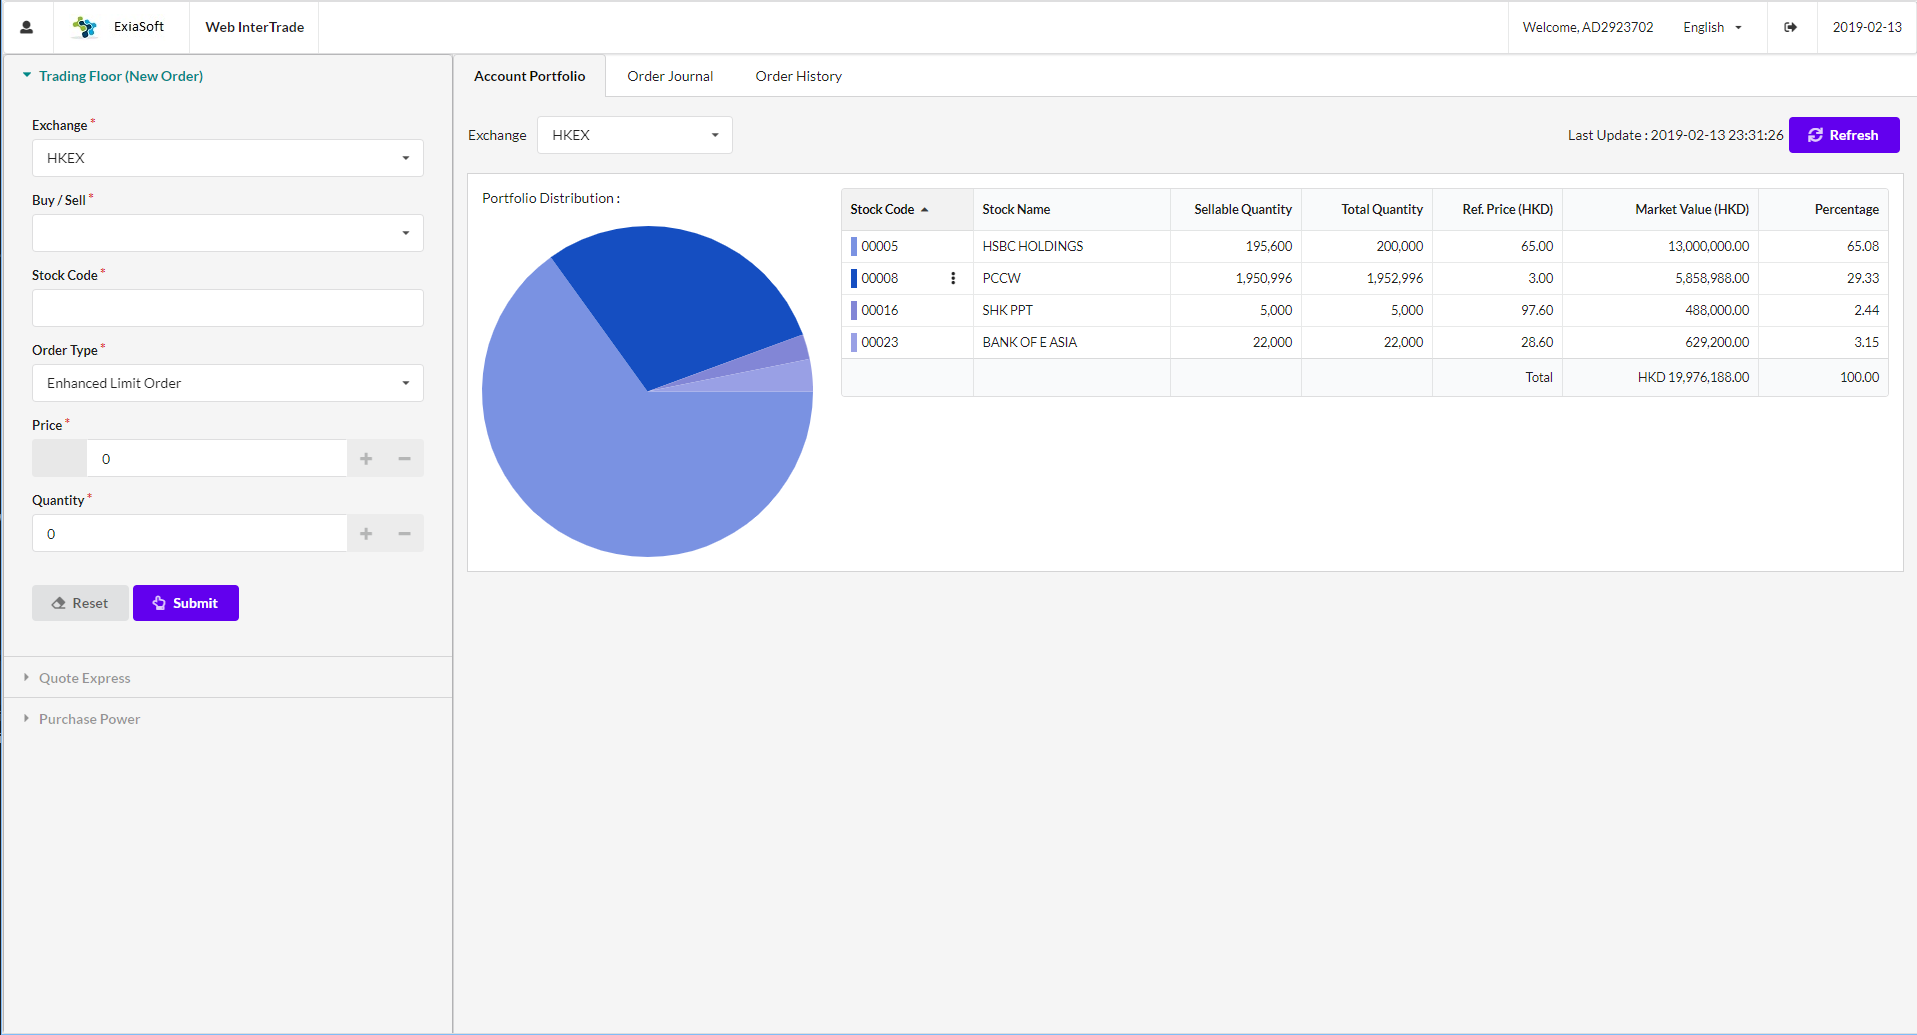 ExiaSoft
Web InterTrade
Welcome, AD2923702
English
2019-02-13
Trading Floor (New Order)
Exchange *
HKEX
Buy / Sell *
Stock Code *
Order Type *
Enhanced Limit Order
Price *
0
Quantity *
0
Reset
Submit
Quote Express
Purchase Power
Account Portfolio
Order Journal
Order History
Exchange
HKEX
Last Update : 2019-02-13 23:31:26
Refresh
Portfolio Distribution :
Stock Code Stock Name Sellable Quantity Total Quantity Ref. Price (HKD) Market Value (HKD) Percentage
00005 HSBC HOLDINGS 195,600 200,000 65.00 13,000,000.00 65.08
00008 PCCW 1,950,996 1,952,996 3.00 5,858,988.00 29.33
00016 SHK PPT 5,000 5,000 97.60 488,000.00 2.44
00023 BANK OF E ASIA 22,000 22,000 28.60 629,200.00 3.15
Total HKD 19,976,188.00 100.00